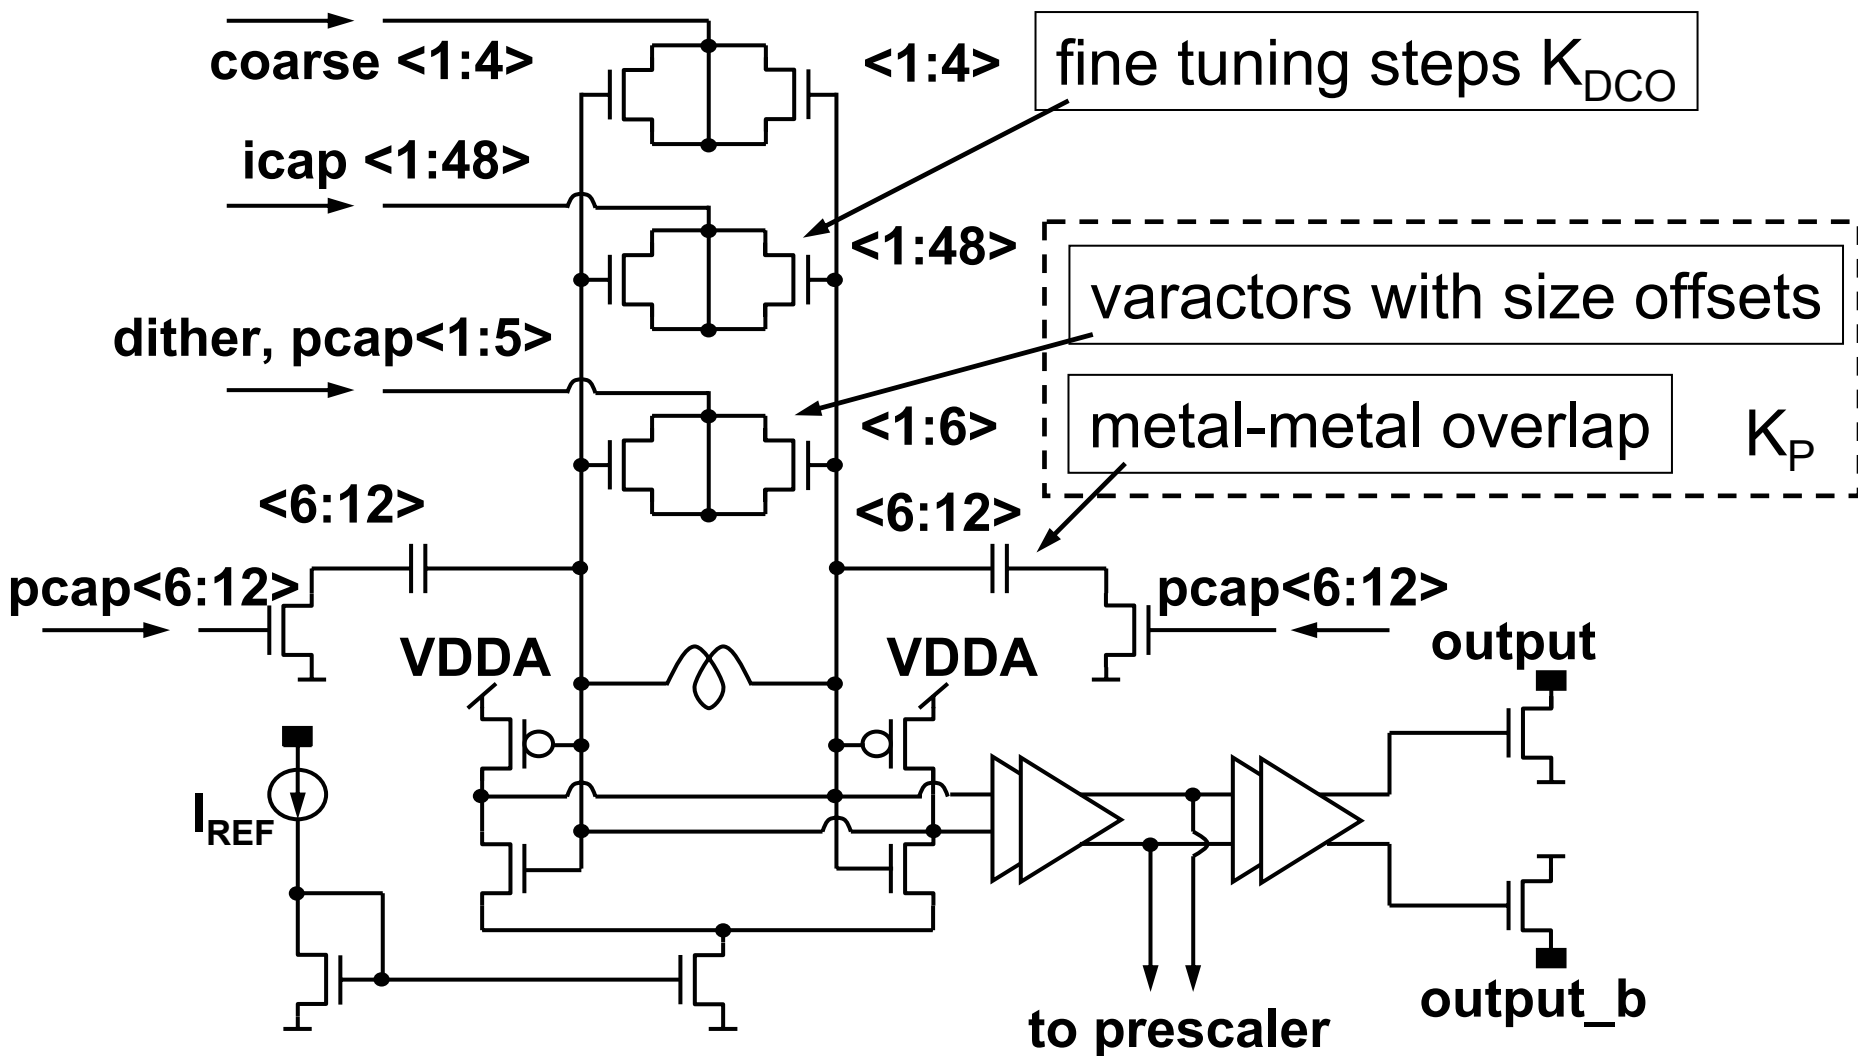 coarse <1:4>
<1:4>
fine tuning steps KDCO
icap <1:48>
<1:48>
varactors with size offsets
dither, pcap<1:5>
<1:6>
metal-metal overlap
KP
<6:12>
<6:12>
pcap<6:12>
pcap<6:12>
VDDA
VDDA
output
IREF
output_b
to prescaler